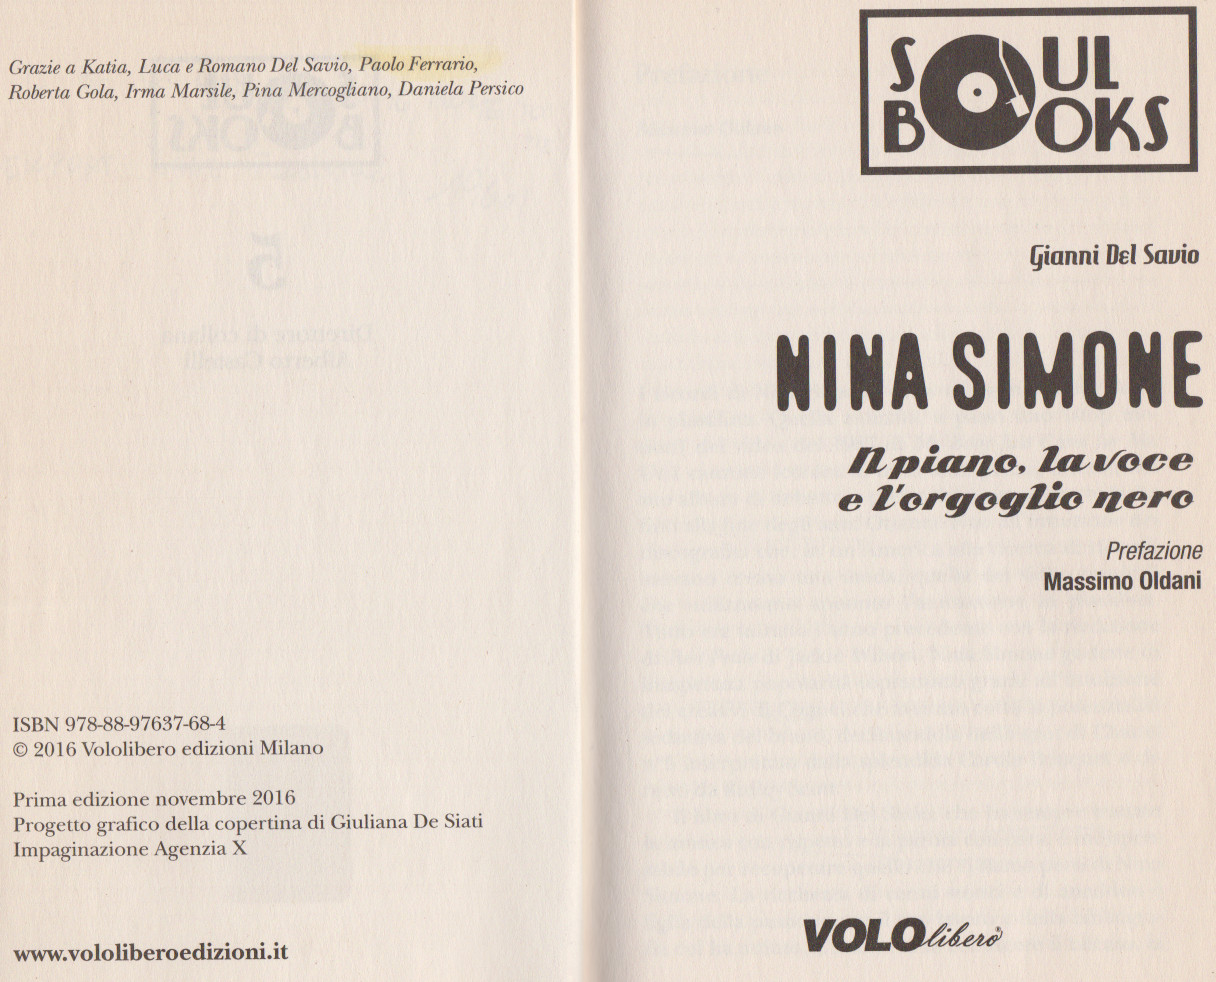 Grazie a Katia, Luca e Romano Del Savio, Paolo Ferrario,
Roberta Gola, Irma Marsile, Pina Mercogliano, Daniela Persico
ISBN 978-88-97637-68-4
© 2016 Vololibero edizioni Milano
Prima edizione novembre 2016
Progetto grafico della copertina di Giuliana De Siati
Impaginazione Agenzia X
www.vololiberoedizioni.it
SOUL
BOOKS
Gianni Del Savio
NINA SIMONE
Il piano, la voce
e l'orgoglio nero
Prefazione
Massimo Oldani
VOLOlibero®